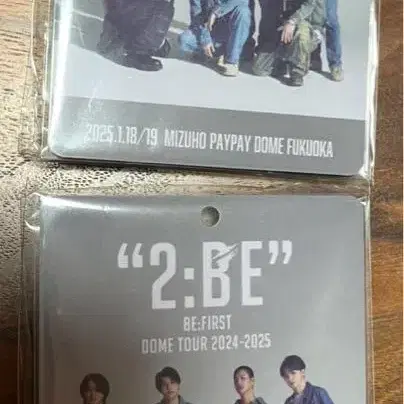 2025.1.18/19 MIZUHO PAYPAY DOME FUKUOKA
“2:BE”
BE:FIRST
DOME TOUR 2024-2025